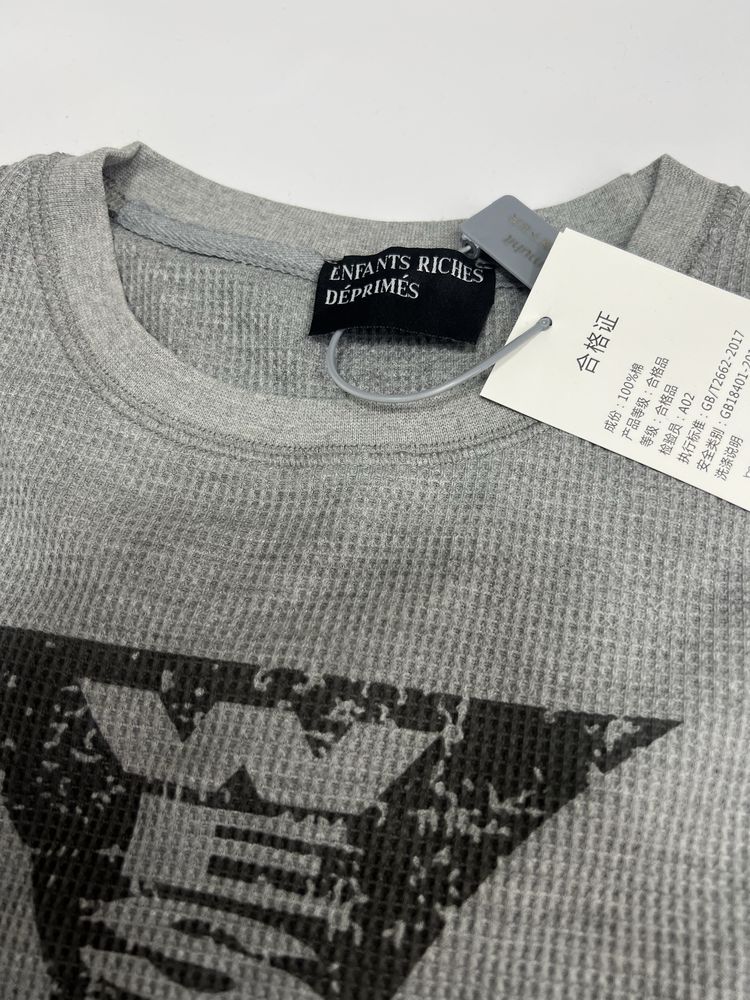 ENFANTS RICHES
DÉPRIMÉS
合格证
成份：100%棉
产品等级：合格品
等级：合格品
检验员：A02
执行标准：GB/T2662-2017
安全类别：GB18401-20
洗涤说明
WE